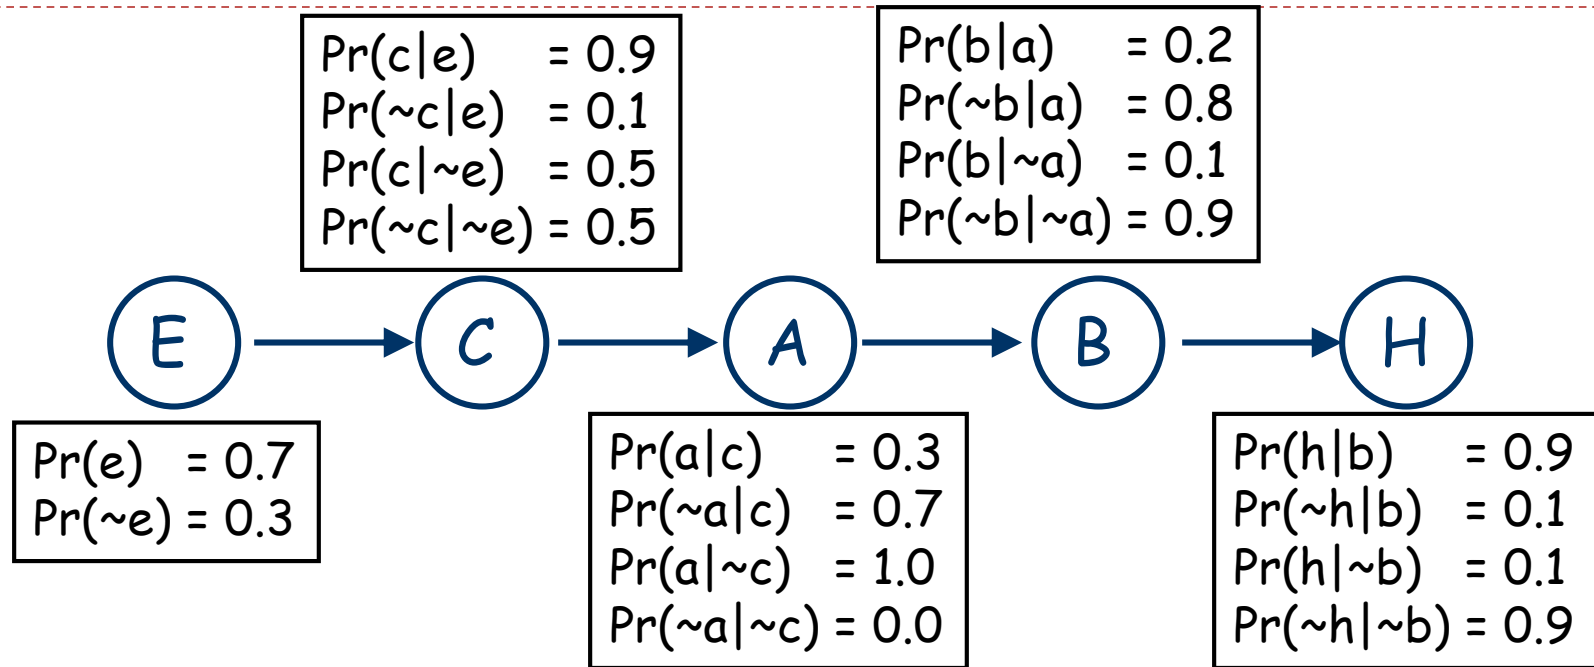 Pr(c|e) = 0.9
Pr(~c|e) = 0.1
Pr(c|~e) = 0.5
Pr(~c|~e) = 0.5
Pr(b|a) = 0.2
Pr(~b|a) = 0.8
Pr(b|~a) = 0.1
Pr(~b|~a) = 0.9
E
C
A
B
H
Pr(e) = 0.7
Pr(~e) = 0.3
Pr(a|c) = 0.3
Pr(~a|c) = 0.7
Pr(a|~c) = 1.0
Pr(~a|~c) = 0.0
Pr(h|b) = 0.9
Pr(~h|b) = 0.1
Pr(h|~b) = 0.1
Pr(~h|~b) = 0.9